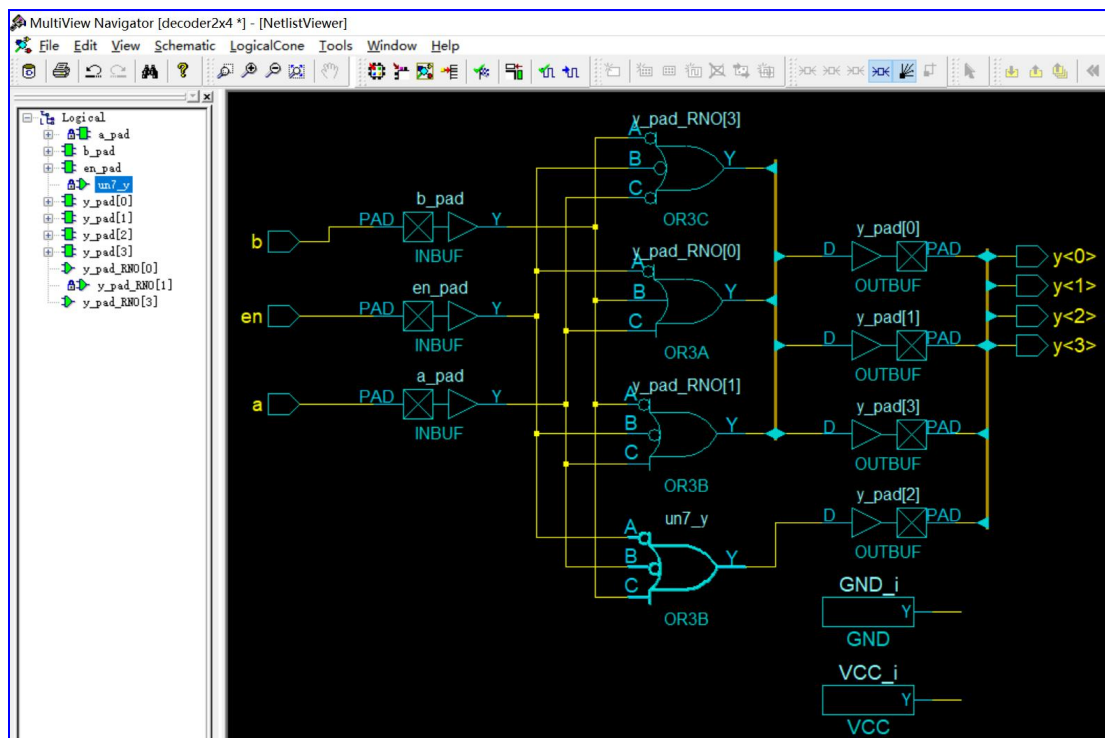 MultiView Navigator [decoder2x4 *] - [NetlistViewer]
File Edit View Schematic LogicalCone Tools Window Help
Logical
a_pad
b_pad
en_pad
un7_y
y_pad[0]
y_pad[1]
y_pad[2]
y_pad[3]
y_pad_RNO[0]
y_pad_RNO[1]
y_pad_RNO[3]
b
PAD
b_pad
Y
INBUF
en
PAD
en_pad
Y
INBUF
a
PAD
a_pad
Y
INBUF
y_pad_RNO[3]
A
B
C
Y
OR3C
y_pad_RNO[0]
A
B
C
Y
OR3A
y_pad_RNO[1]
A
B
C
Y
OR3B
un7_y
A
B
C
Y
OR3B
y_pad[0]
D
PAD
OUTBUF
y_pad[1]
D
PAD
OUTBUF
y_pad[3]
D
PAD
OUTBUF
y_pad[2]
D
PAD
OUTBUF
y<0>
y<1>
y<2>
y<3>
GND_i
Y
GND
VCC_i
Y
VCC